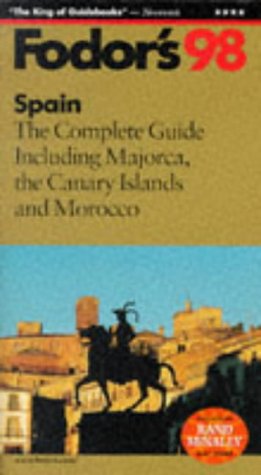 "The King of Guidebooks" — Newsweek
Fodor's 98
Spain
The Complete Guide
Including Majorca,
the Canary Islands
and Morocco
RAND
McNALLY